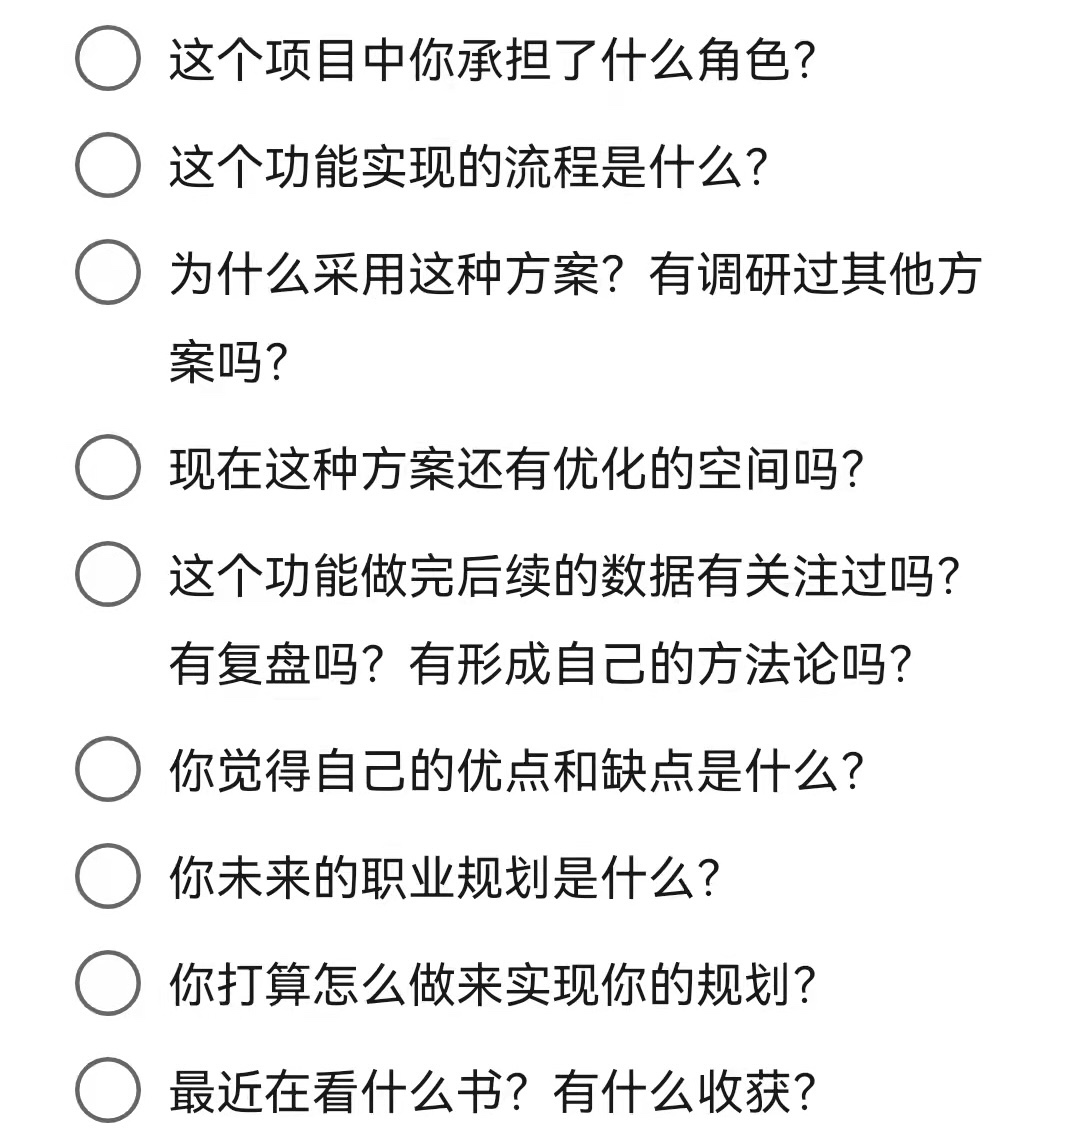 这个项目中你承担了什么角色？
这个功能实现的流程是什么？
为什么采用这种方案？有调研过其他方
案吗？
现在这种方案还有优化的空间吗？
这个功能做完后续的数据有关注过吗？
有复盘吗？有形成自己的方法论吗？
你觉得自己的优点和缺点是什么？
你未来的职业规划是什么？
你打算怎么做来实现你的规划？
最近在看什么书？有什么收获？